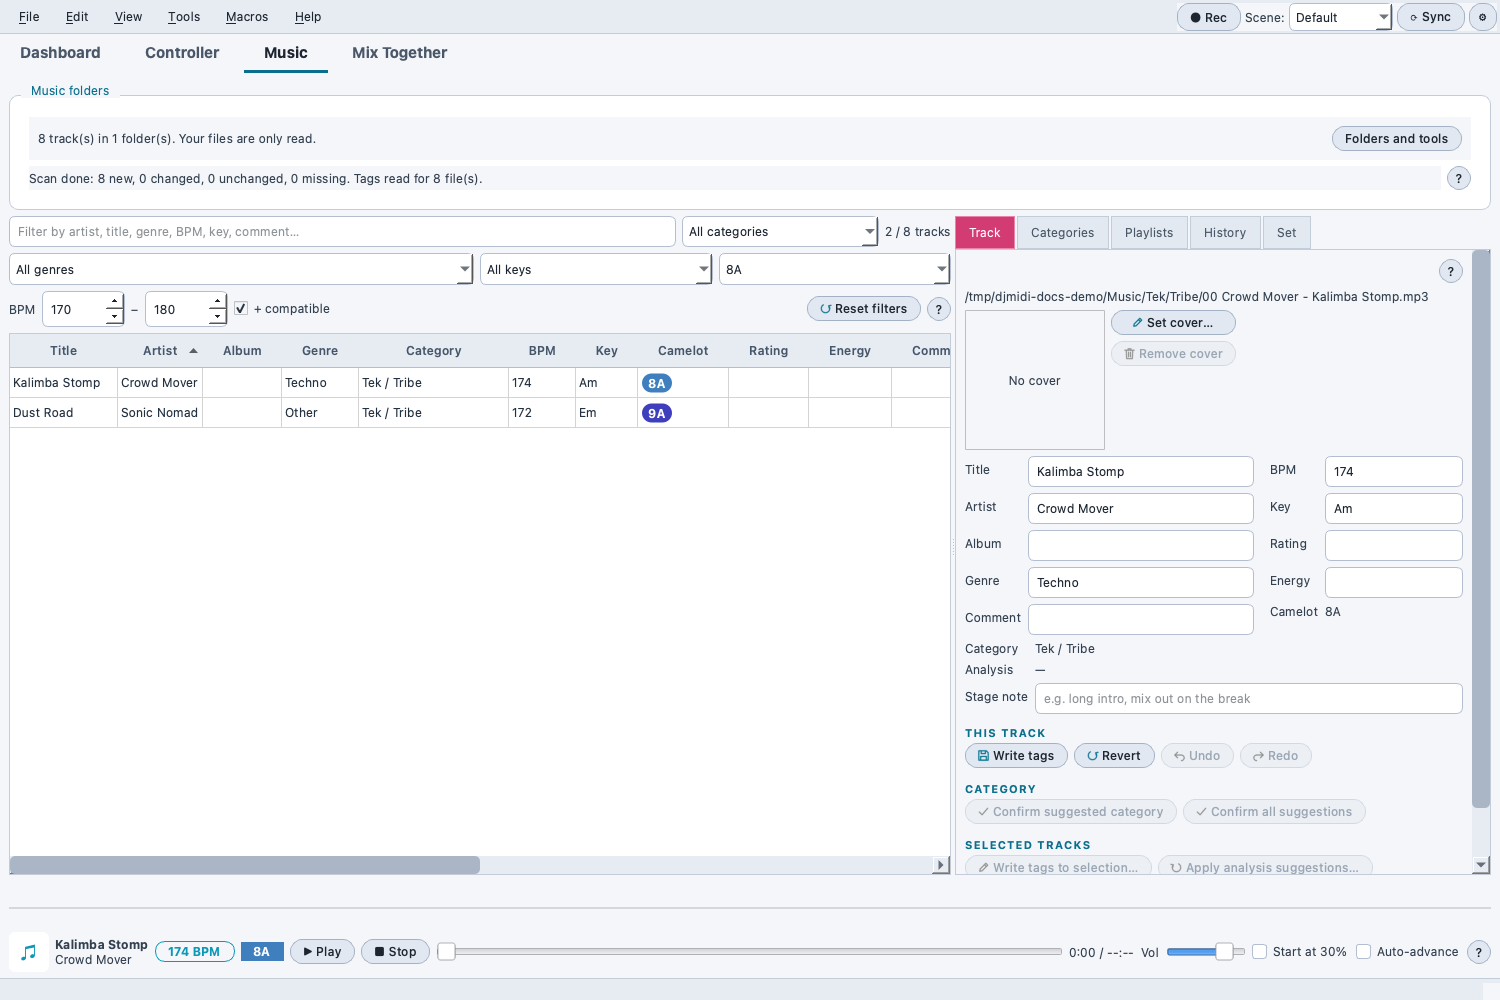 File Edit View Tools Macros Help
Rec Scene: Default Sync
Dashboard Controller Music Mix Together
Music folders
8 track(s) in 1 folder(s). Your files are only read. Folders and tools
Scan done: 8 new, 0 changed, 0 unchanged, 0 missing. Tags read for 8 file(s). ?
Filter by artist, title, genre, BPM, key, comment... All categories 2 / 8 tracks
All genres All keys 8A
BPM 170 – 180 + compatible Reset filters ?
Title Artist Album Genre Category BPM Key Camelot Rating Energy Comm
Kalimba Stomp Crowd Mover Techno Tek / Tribe 174 Am 8A
Dust Road Sonic Nomad Other Tek / Tribe 172 Em 9A
Track Categories Playlists History Set
?
/tmp/djmidi-docs-demo/Music/Tek/Tribe/00 Crowd Mover - Kalimba Stomp.mp3
Set cover...
Remove cover
No cover
Title Kalimba Stomp BPM 174
Artist Crowd Mover Key Am
Album Rating
Genre Techno Energy
Comment Camelot 8A
Category Tek / Tribe
Analysis —
Stage note e.g. long intro, mix out on the break
THIS TRACK
Write tags Revert Undo Redo
CATEGORY
Confirm suggested category Confirm all suggestions
SELECTED TRACKS
Write tags to selection... Apply analysis suggestions...
Kalimba Stomp
Crowd Mover
174 BPM 8A Play Stop 0:00 / --:-- Vol Start at 30% Auto-advance ?